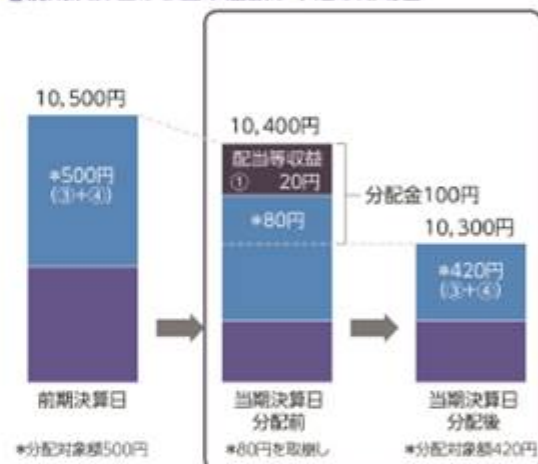 10,500円
*500円
(③+④)
前期決算日
*分配対象額500円
10,400円
配当等収益
① 20円
*80円
分配金100円
当期決算日
分配前
*80円を取崩し
10,300円
*420円
(③+④)
当期決算日
分配後
*分配対象額420円